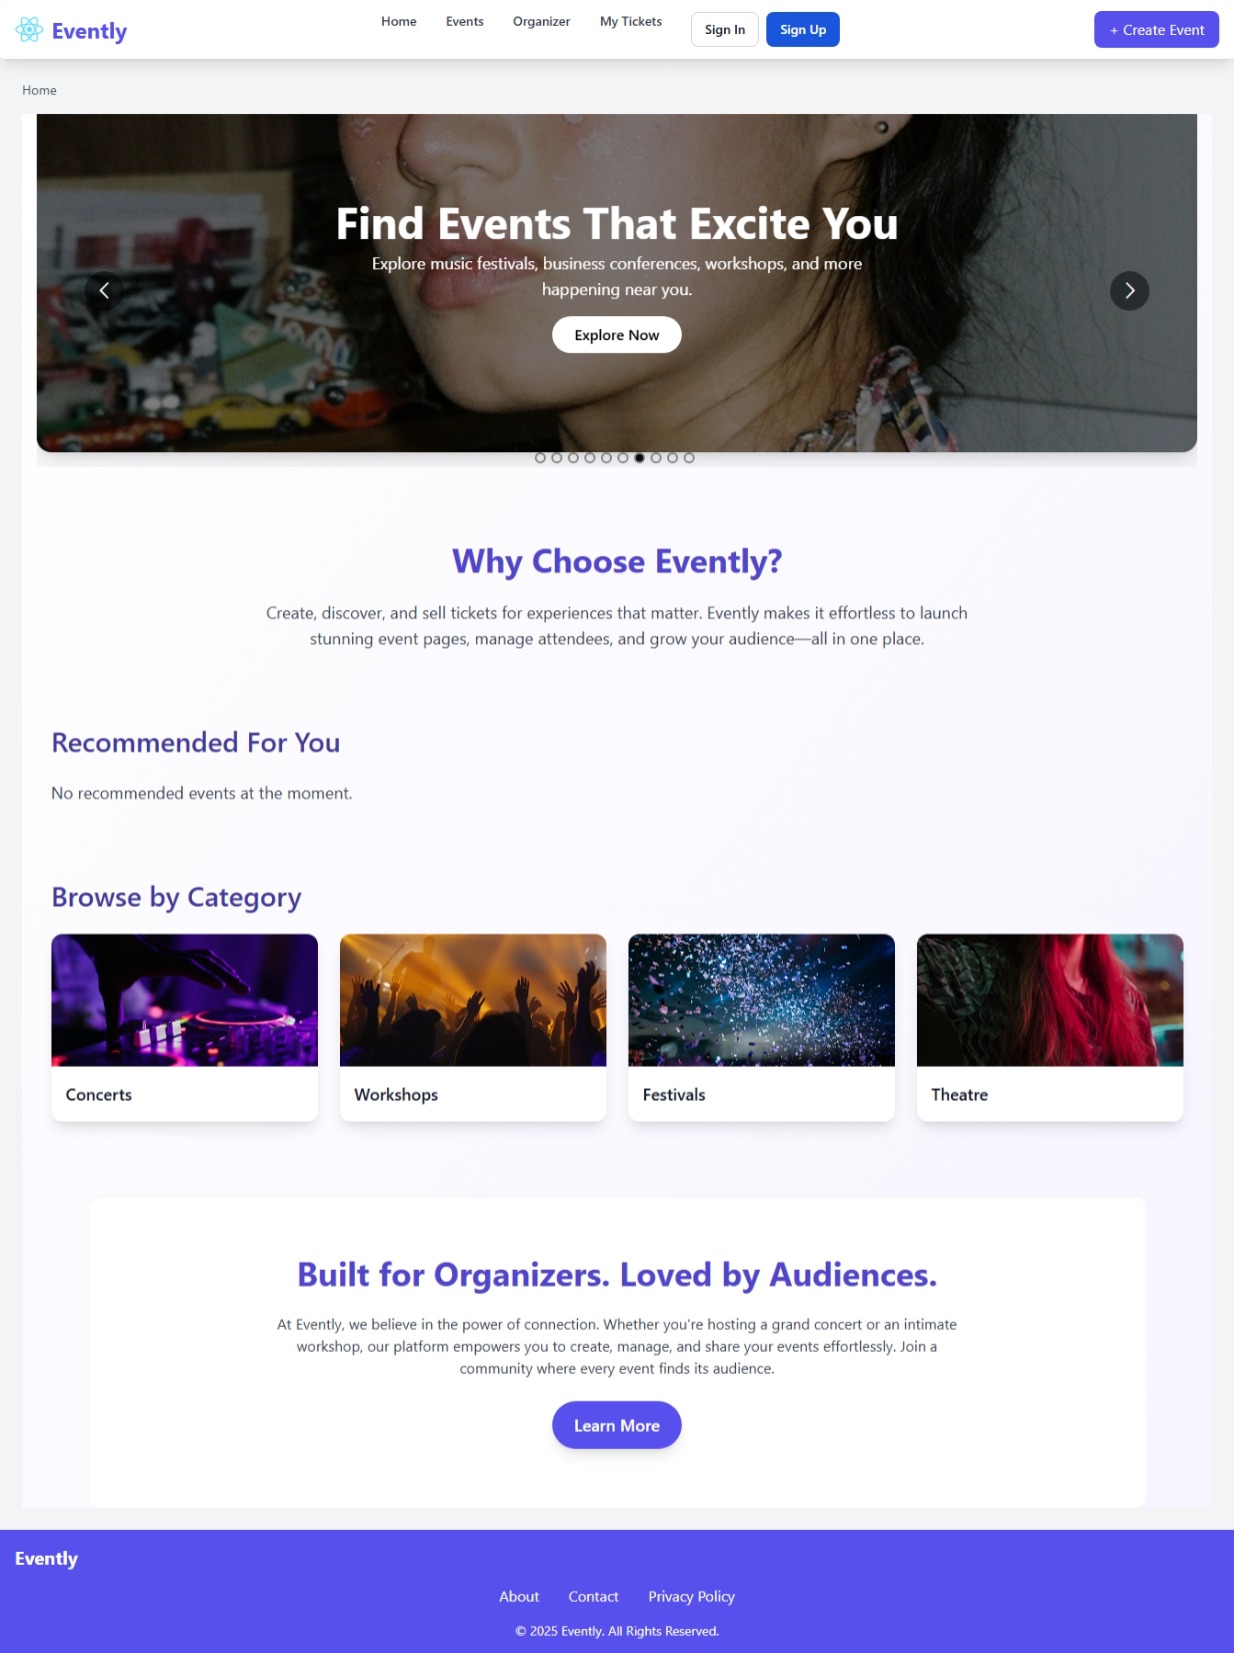 Evently
Home
Events
Organizer
My Tickets
Sign In
Sign Up
+ Create Event
Home
Find Events That Excite You
Explore music festivals, business conferences, workshops, and more
happening near you.
Explore Now
Why Choose Evently?
Create, discover, and sell tickets for experiences that matter. Evently makes it effortless to launch
stunning event pages, manage attendees, and grow your audience—all in one place.
Recommended For You
No recommended events at the moment.
Browse by Category
Concerts
Workshops
Festivals
Theatre
Built for Organizers. Loved by Audiences.
At Evently, we believe in the power of connection. Whether you're hosting a grand concert or an intimate
workshop, our platform empowers you to create, manage, and share your events effortlessly. Join a
community where every event finds its audience.
Learn More
Evently
About
Contact
Privacy Policy
© 2025 Evently. All Rights Reserved.